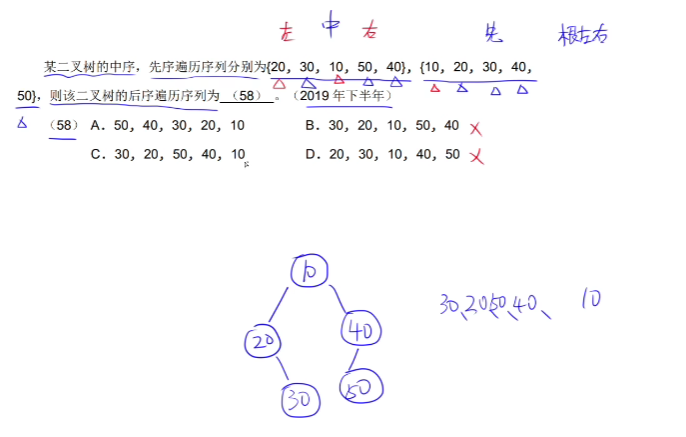 左 中 右 先 根左右
某二叉树的中序，先序遍历序列分别为{20，30，10，50，40}，{10，20，30，40，
50}，则该二叉树的后序遍历序列为 （58） 。（2019年下半年）
（58）A．50，40，30，20，10 B．30，20，10，50，40 X
C．30，20，50，40，10 D．20，30，10，40，50 X
10
30、20、50、40、 10
20 40
30 50